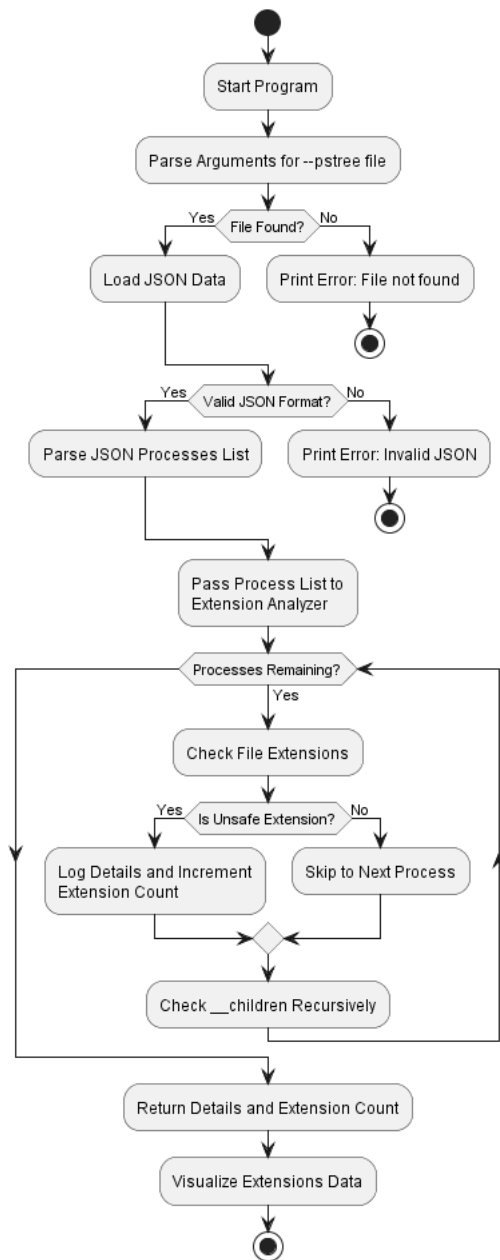 Start Program
Parse Arguments for --pstree file
Yes
File Found?
No
Load JSON Data
Print Error: File not found
Yes
Valid JSON Format?
No
Parse JSON Processes List
Print Error: Invalid JSON
Pass Process List to
Extension Analyzer
Processes Remaining?
Yes
Check File Extensions
Yes
Is Unsafe Extension?
No
Log Details and Increment
Extension Count
Skip to Next Process
Check __children Recursively
Return Details and Extension Count
Visualize Extensions Data